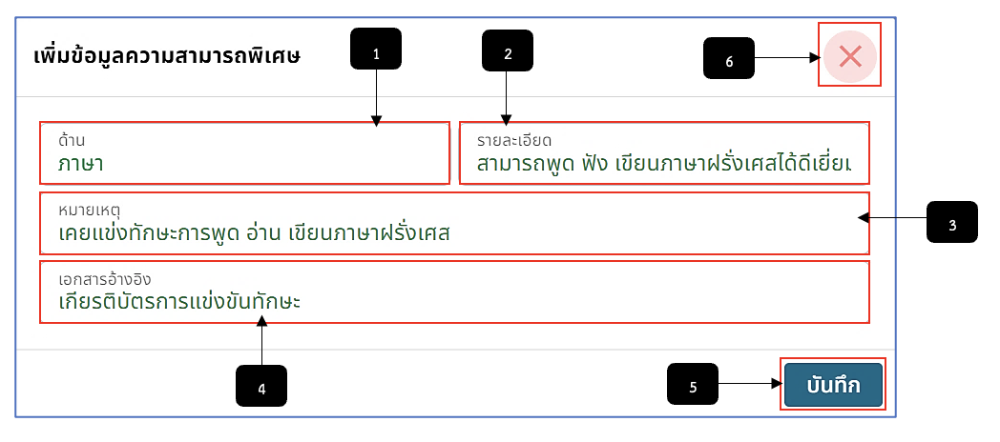 เพิ่มข้อมูลความสามารถพิเศษ
1
2
6
ด้าน
ภาษา
รายละเอียด
สามารถพูด ฟัง เขียนภาษาฝรั่งเศสได้ดีเยี่ยม
หมายเหตุ
เคยแข่งทักษะการพูด อ่าน เขียนภาษาฝรั่งเศส
3
เอกสารอ้างอิง
เกียรติบัตรการแข่งขันทักษะ
4
5
บันทึก